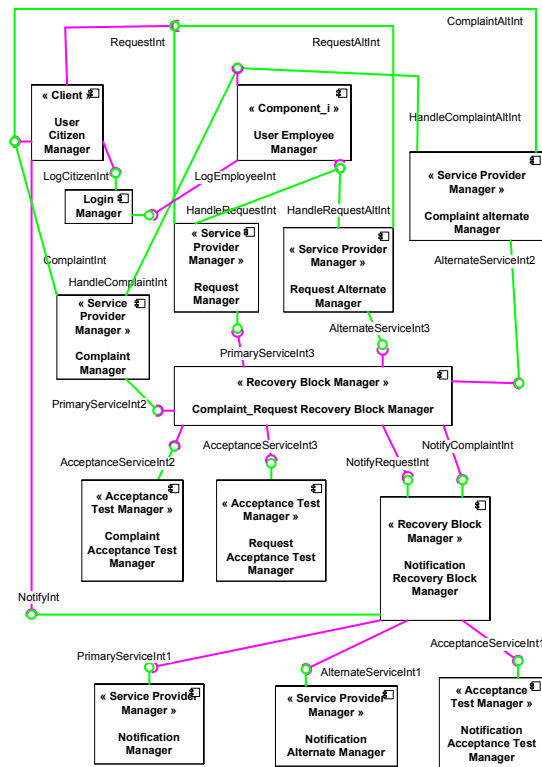 ComplaintAltInt
RequestInt
RequestAltInt
« Client »
User
Citizen
Manager
« Component_i »
User Employee
Manager
HandleComplaintAltInt
« Service Provider
Manager »
Complaint alternate
Manager
LogCitizenInt
LogEmployeeInt
Login
Manager
HandleRequestInt
HandleRequestAltInt
« Service
Provider
Manager »
Request
Manager
« Service Provider
Manager »
Request Alternate
Manager
ComplaintInt
HandleComplaintInt
AlternateServiceInt2
« Service
Provider
Manager »
Complaint
Manager
AlternateServiceInt3
PrimaryServiceInt3
« Recovery Block Manager »
Complaint_Request Recovery Block Manager
PrimaryServiceInt2
AcceptanceServiceInt3
NotifyComplaintInt
AcceptanceServiceInt2
NotifyRequestInt
« Acceptance
Test Manager »
Complaint
Acceptance Test
Manager
« Acceptance Test
Manager »
Request
Acceptance Test
Manager
« Recovery Block
Manager »
Notification
Recovery Block
Manager
NotifyInt
PrimaryServiceInt1
AlternateServiceInt1
AcceptanceServiceInt1
« Service Provider
Manager »
Notification
Manager
« Service Provider
Manager »
Notification
Alternate Manager
« Acceptance
Test Manager »
Notification
Acceptance Test
Manager